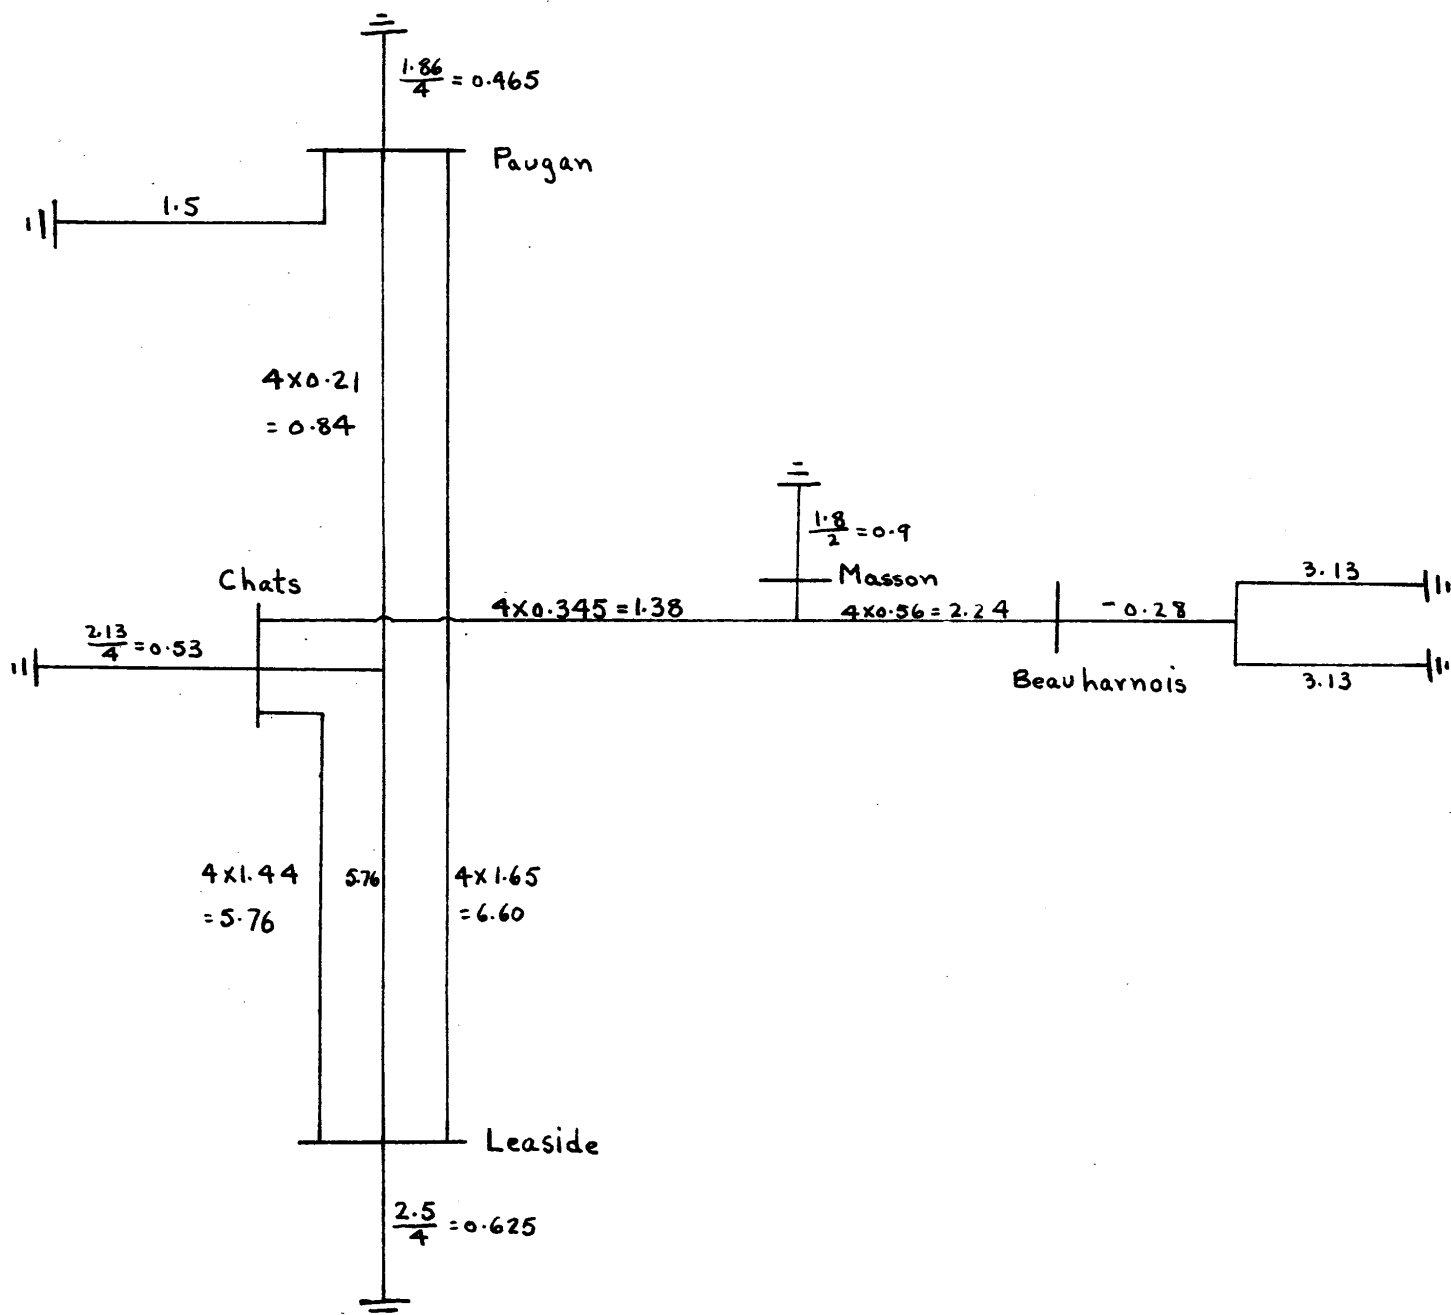 1.86/4 = 0.465
Paugan
1.5
4x0.21
= 0.84
1.8/2 = 0.9
Chats
Masson
3.13
4x0.345 = 1.38
4x0.56 = 2.24
-0.28
2.13/4 = 0.53
Beauharnois
3.13
4x1.44
= 5.76
5.76
4x1.65
= 6.60
Leaside
2.5/4 = 0.625